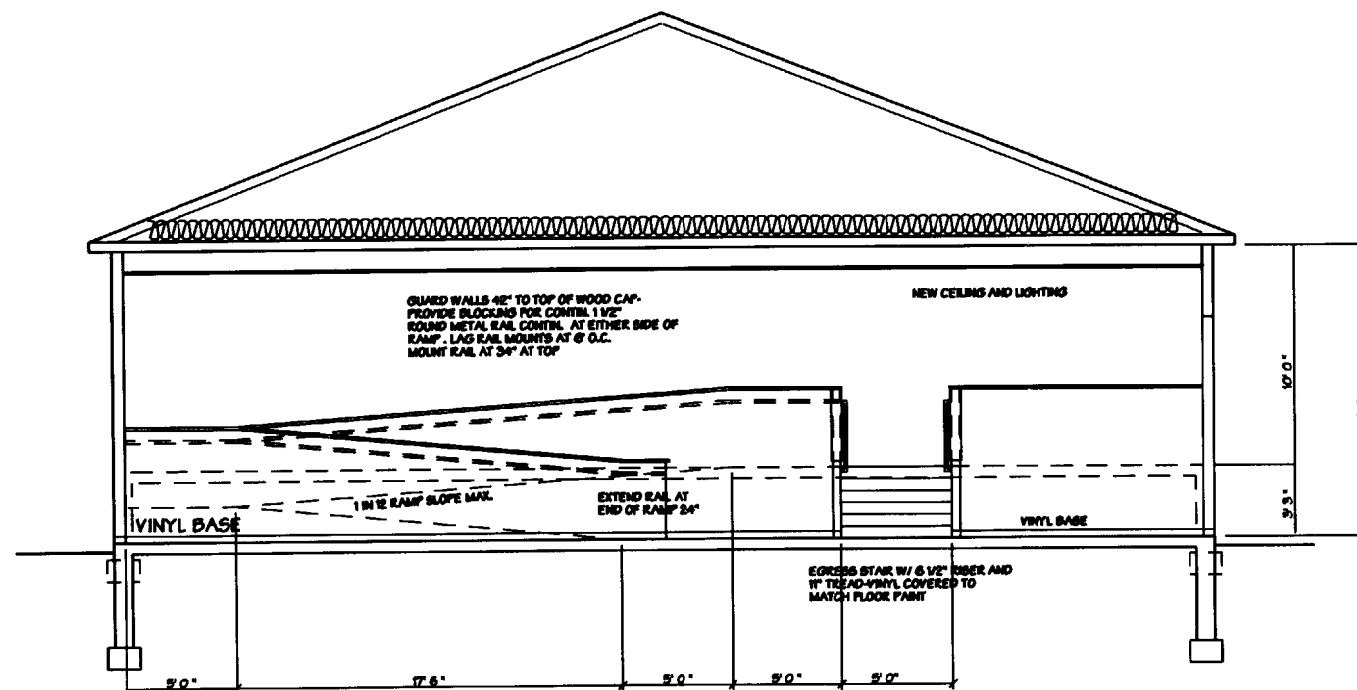 GUARD WALLS 42" TO TOP OF WOOD CAP-
PROVIDE BLOCKING FOR CONTIN. 1 1/2"
ROUND METAL RAIL CONTIN. AT EITHER SIDE OF
RAMP. LAG RAIL MOUNTS AT 6' O.C.
MOUNT RAIL AT 34" AT TOP
NEW CEILING AND LIGHTING
10' 0"
1 IN 12 RAMP SLOPE MAX.
EXTEND RAIL AT
END OF RAMP 24"
3' 3"
VINYL BASE
VINYL BASE
EGRESS STAIR W/ 6 1/2" RISER AND
11" TREAD-VINYL COVERED TO
MATCH FLOOR PAINT
5' 0"
17' 6"
5' 0"
5' 0"
5' 0"